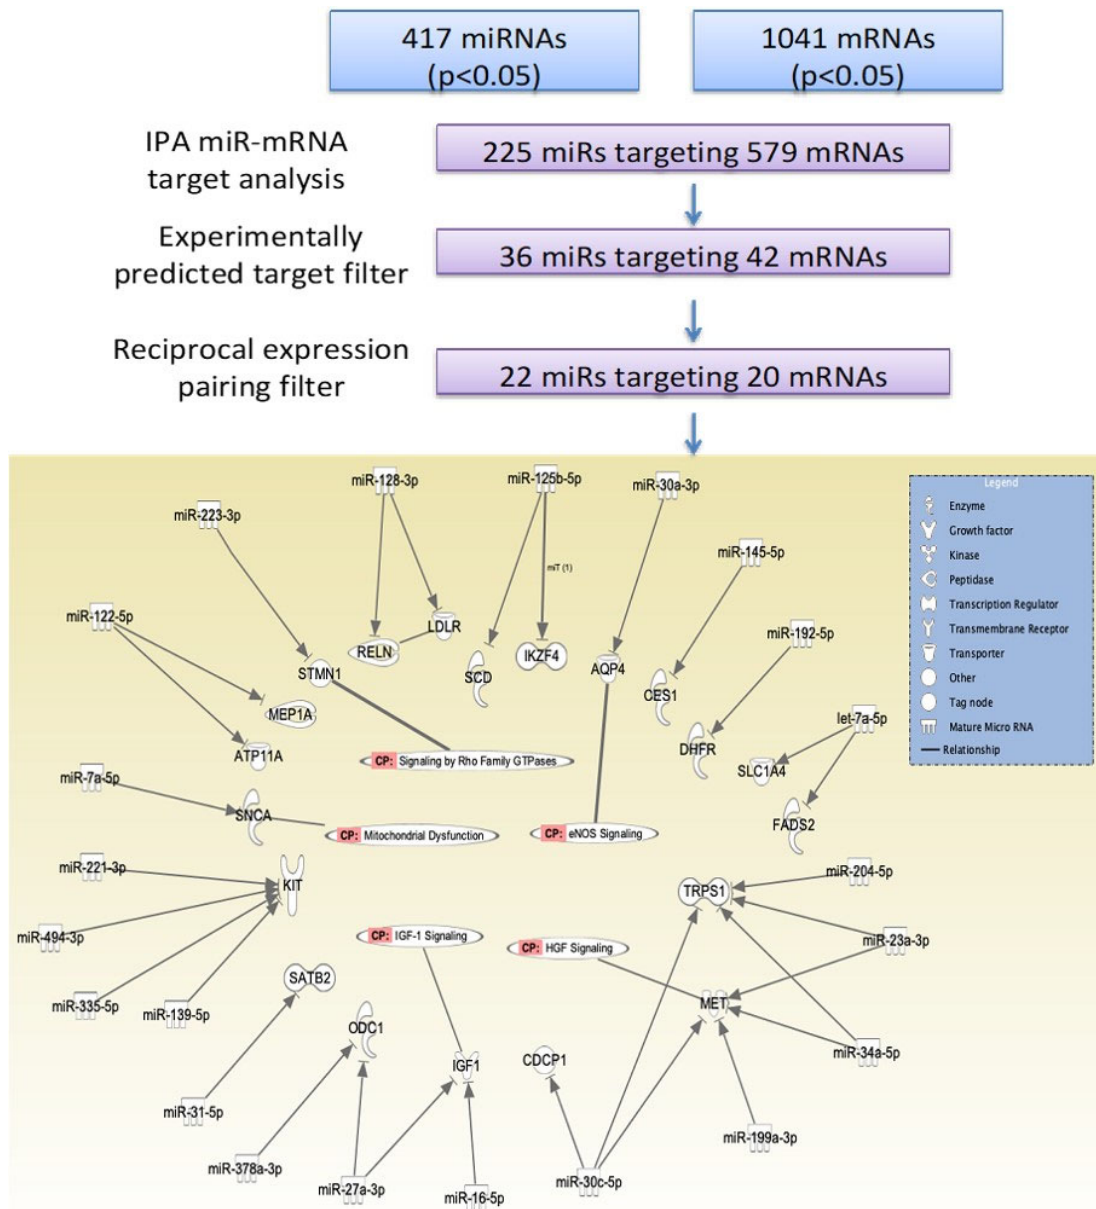 417 miRNAs
(p<0.05)
1041 mRNAs
(p<0.05)
IPA miR-mRNA
target analysis
225 miRs targeting 579 mRNAs
Experimentally
predicted target filter
36 miRs targeting 42 mRNAs
Reciprocal expression
pairing filter
22 miRs targeting 20 mRNAs
miR-128-3p
miR-125b-5p
miR-30a-3p
miR-223-3p
miR-145-5p
miT (1)
miR-122-5p
LDLR
miR-192-5p
RELN
IKZF4
STMN1
SCD
AQP4
CES1
MEP1A
let-7a-5p
DHFR
ATP11A
CP: Signaling by Rho Family GTPases
SLC1A4
miR-7a-5p
SNCA
FADS2
CP: Mitochondrial Dysfunction
CP: eNOS Signaling
miR-221-3p
KIT
TRPS1
miR-204-5p
miR-494-3p
CP: IGF-1 Signaling
CP: HGF Signaling
miR-23a-3p
SATB2
miR-335-5p
miR-139-5p
MET
ODC1
CDCP1
IGF1
miR-34a-5p
miR-31-5p
miR-199a-3p
miR-378a-3p
miR-27a-3p
miR-16-5p
miR-30c-5p
Legend
Enzyme
Growth factor
Kinase
Peptidase
Transcription Regulator
Transmembrane Receptor
Transporter
Other
Tag node
Mature Micro RNA
Relationship